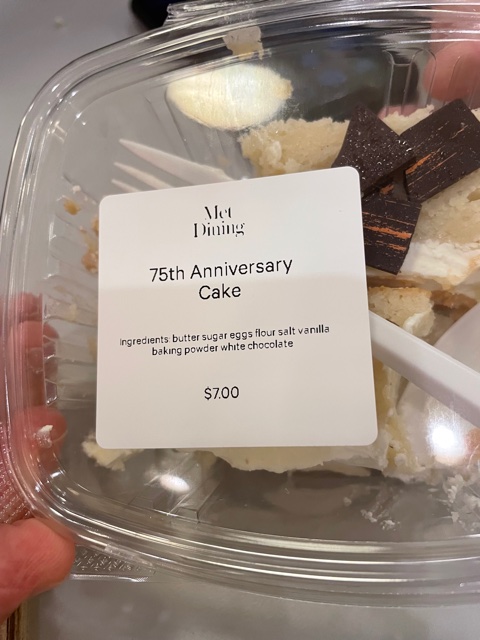 Met
Dining
75th Anniversary
Cake
Ingredients: butter sugar eggs flour salt vanilla
baking powder white chocolate
$7.00